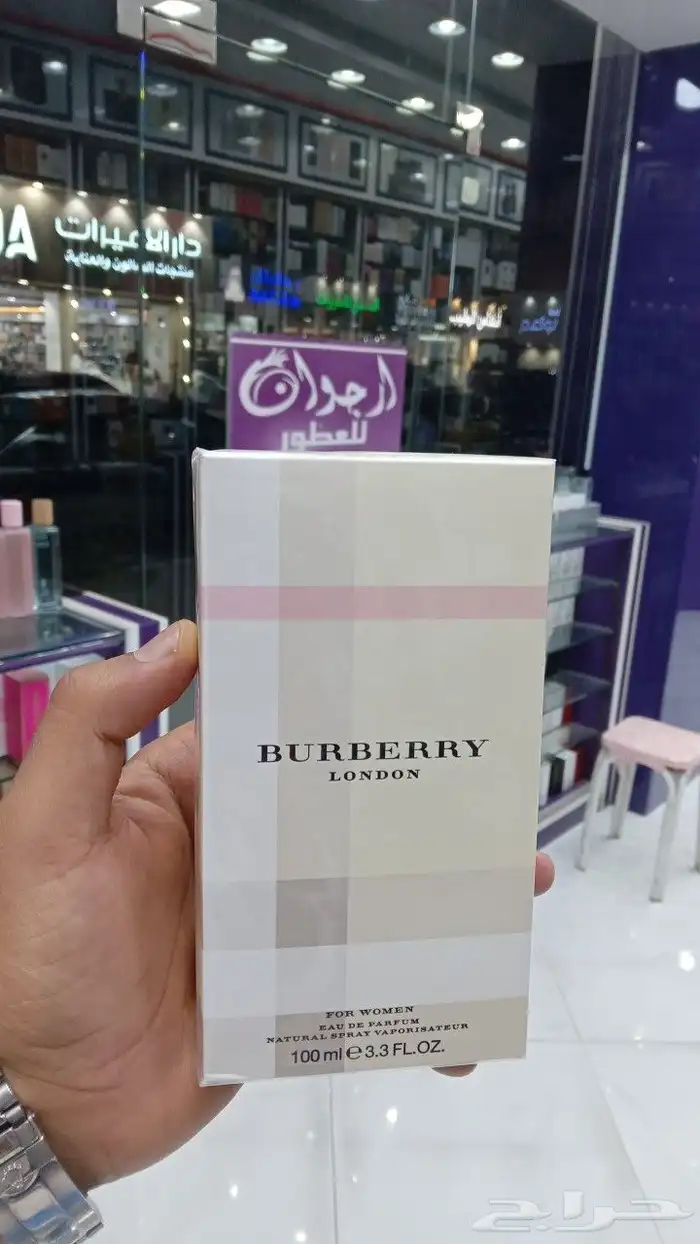 دار الاعيرات
ارجوان
للعطور
BURBERRY
LONDON
FOR WOMEN
EAU DE PARFUM
NATURAL SPRAY VAPORISATEUR
100 ml e 3.3 FL.OZ.
حراج